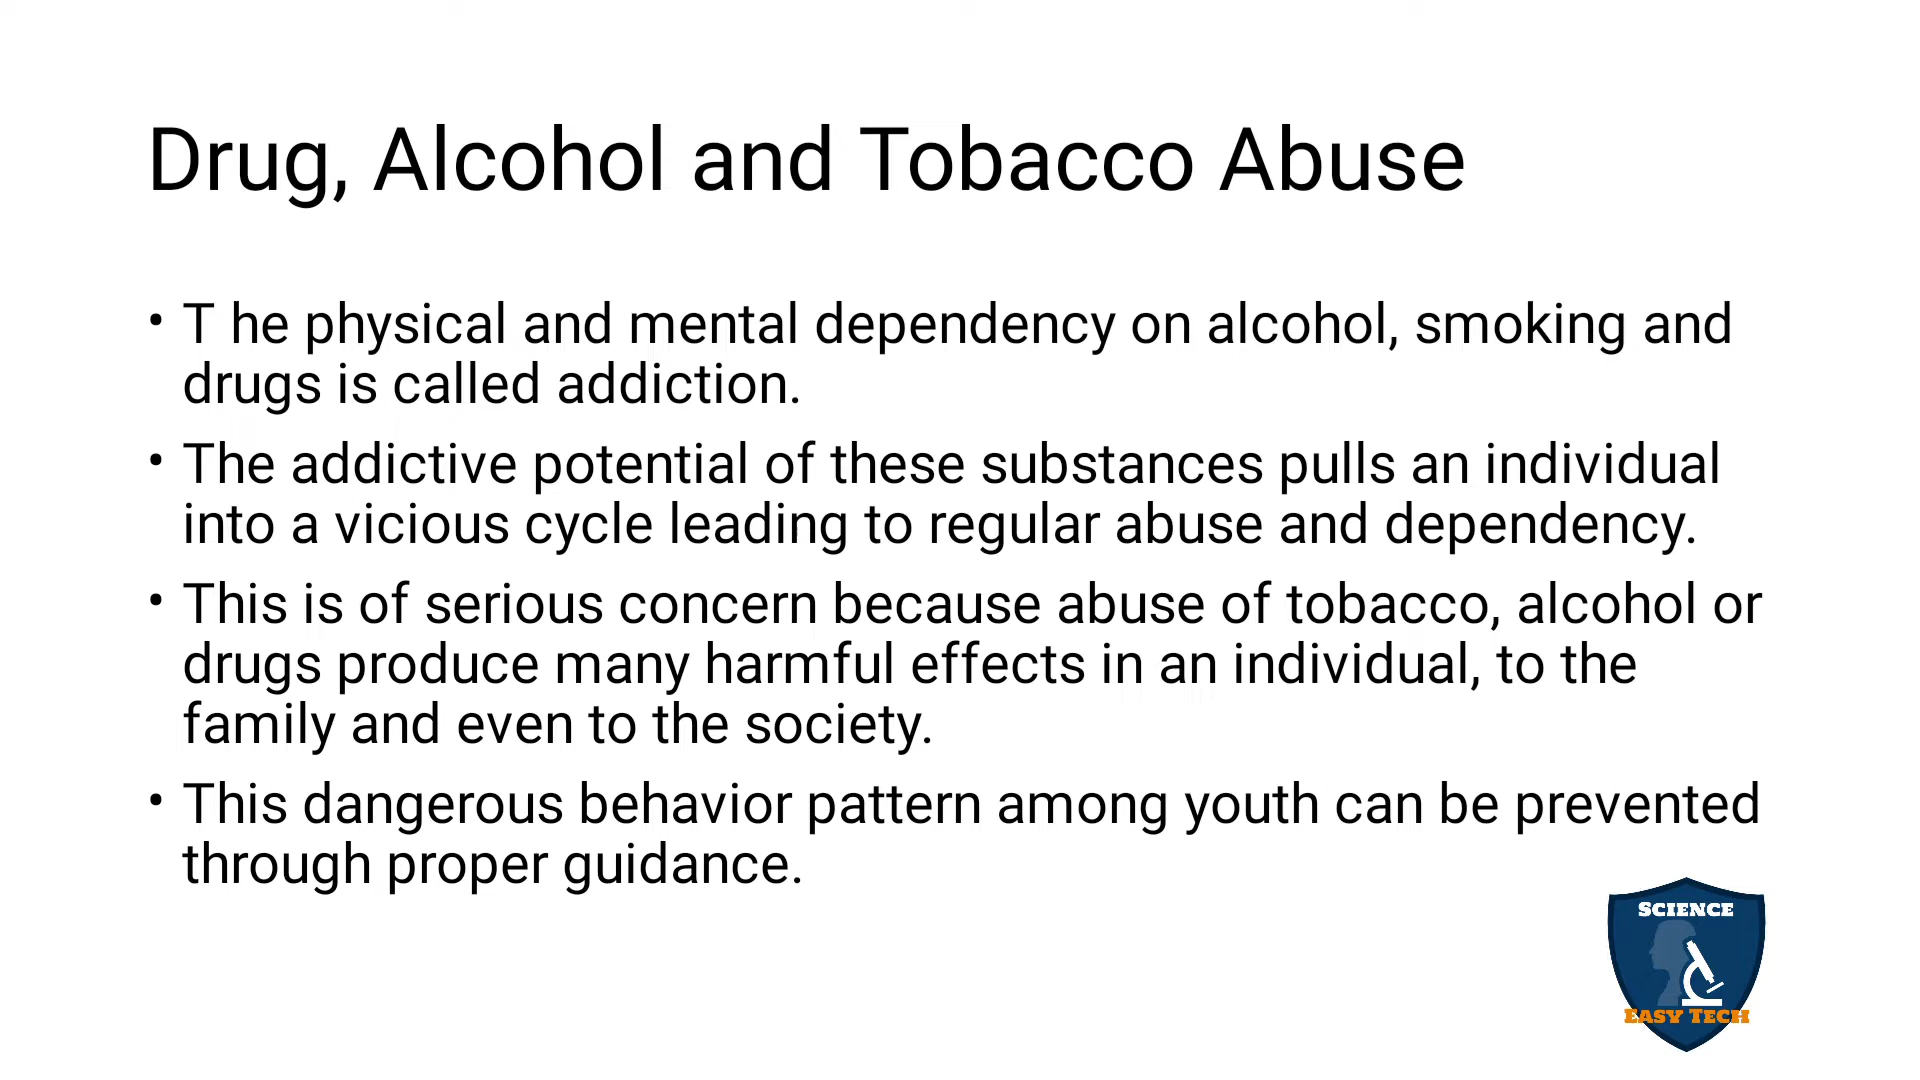 Drug, Alcohol and Tobacco Abuse
• T he physical and mental dependency on alcohol, smoking and
drugs is called addiction.
• The addictive potential of these substances pulls an individual
into a vicious cycle leading to regular abuse and dependency.
• This is of serious concern because abuse of tobacco, alcohol or
drugs produce many harmful effects in an individual, to the
family and even to the society.
• This dangerous behavior pattern among youth can be prevented
through proper guidance.
SCIENCE
EASY TECH